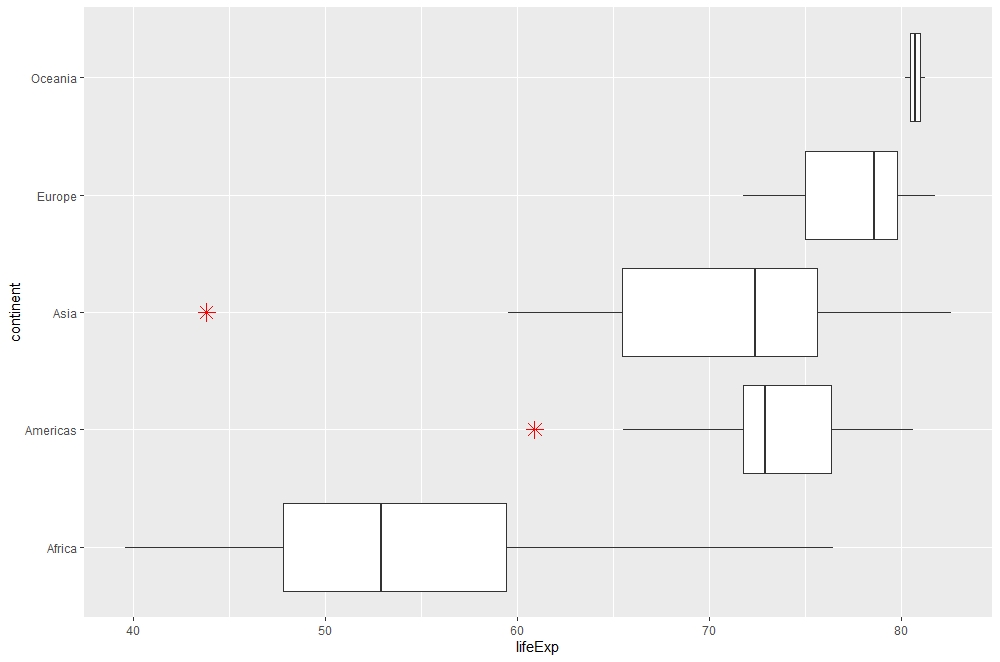 Oceania
Europe
Asia
Americas
Africa
continent
40 50 60 70 80
lifeExp